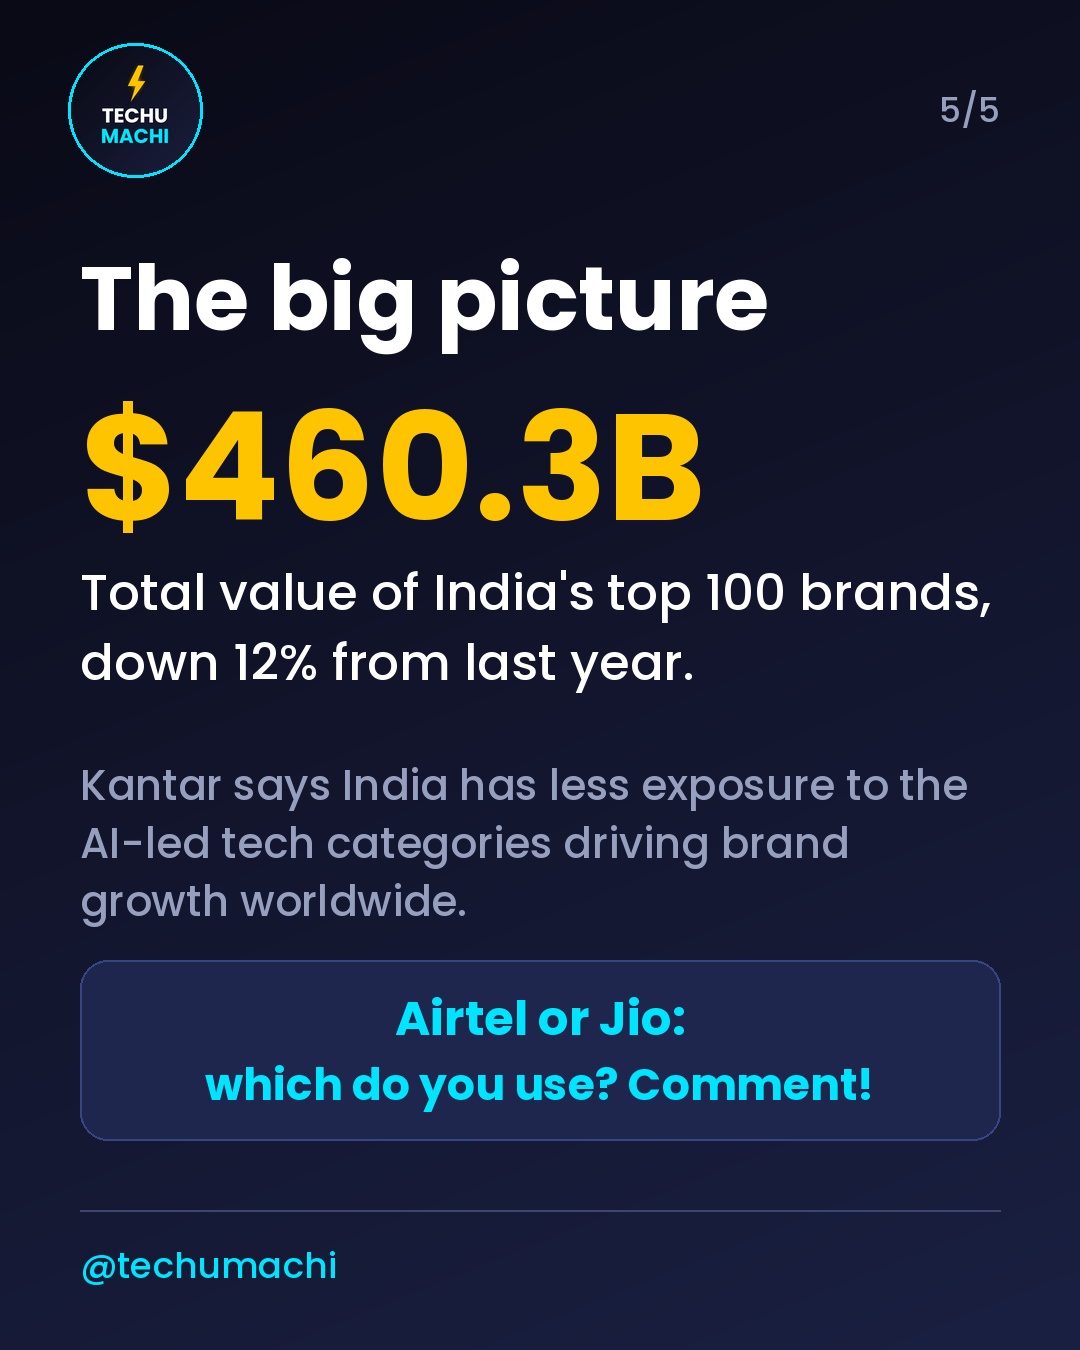 TECHU
MACHI
5/5
The big picture
$460.3B
Total value of India's top 100 brands,
down 12% from last year.
Kantar says India has less exposure to the
AI-led tech categories driving brand
growth worldwide.
Airtel or Jio:
which do you use? Comment!
@techumachi